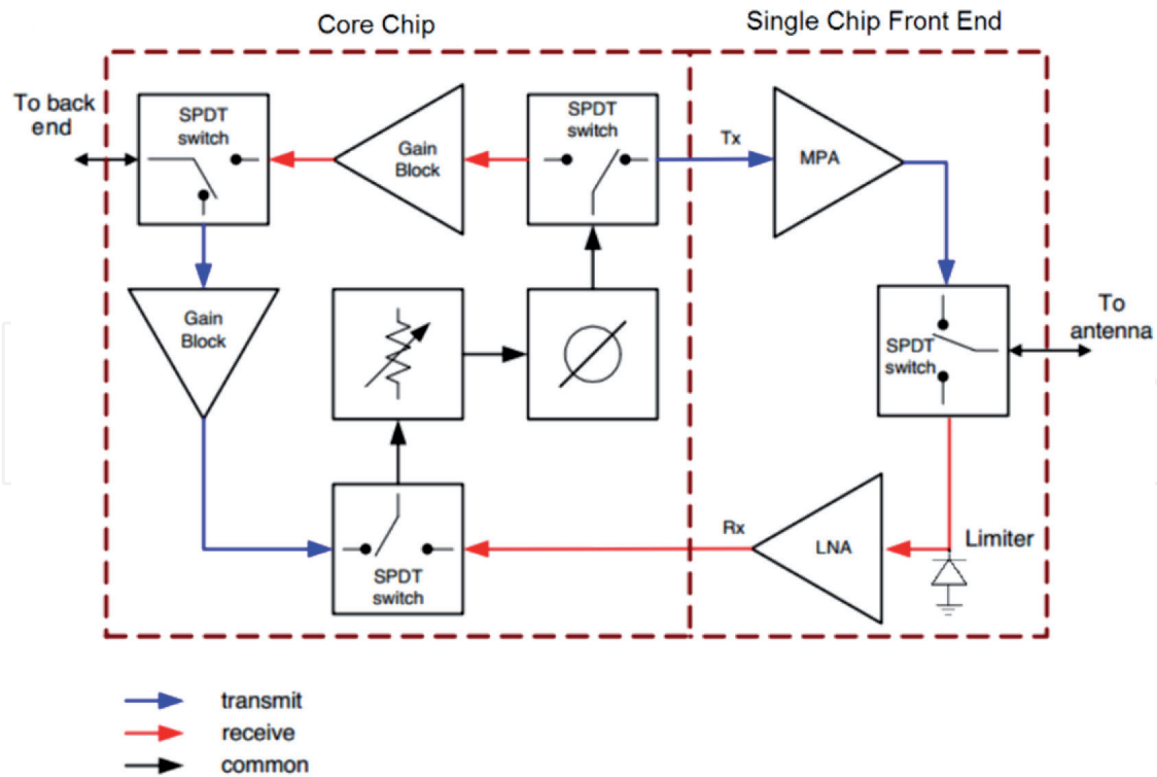 Core Chip
Single Chip Front End
To back
end
SPDT
switch
Gain
Block
SPDT
switch
Tx
MPA
Gain
Block
SPDT
switch
To
antenna
SPDT
switch
Rx
LNA
Limiter
transmit
receive
common